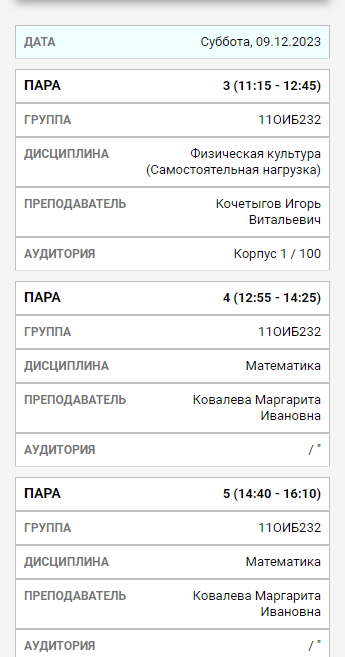 ДАТА Суббота, 09.12.2023
ПАРА 3 (11:15 - 12:45)
ГРУППА 11ОИБ232
ДИСЦИПЛИНА Физическая культура
(Самостоятельная нагрузка)
ПРЕПОДАВАТЕЛЬ Кочетыгов Игорь
Витальевич
АУДИТОРИЯ Корпус 1 / 100
ПАРА 4 (12:55 - 14:25)
ГРУППА 11ОИБ232
ДИСЦИПЛИНА Математика
ПРЕПОДАВАТЕЛЬ Ковалева Маргарита
Ивановна
АУДИТОРИЯ / "
ПАРА 5 (14:40 - 16:10)
ГРУППА 11ОИБ232
ДИСЦИПЛИНА Математика
ПРЕПОДАВАТЕЛЬ Ковалева Маргарита
Ивановна
АУДИТОРИЯ / "